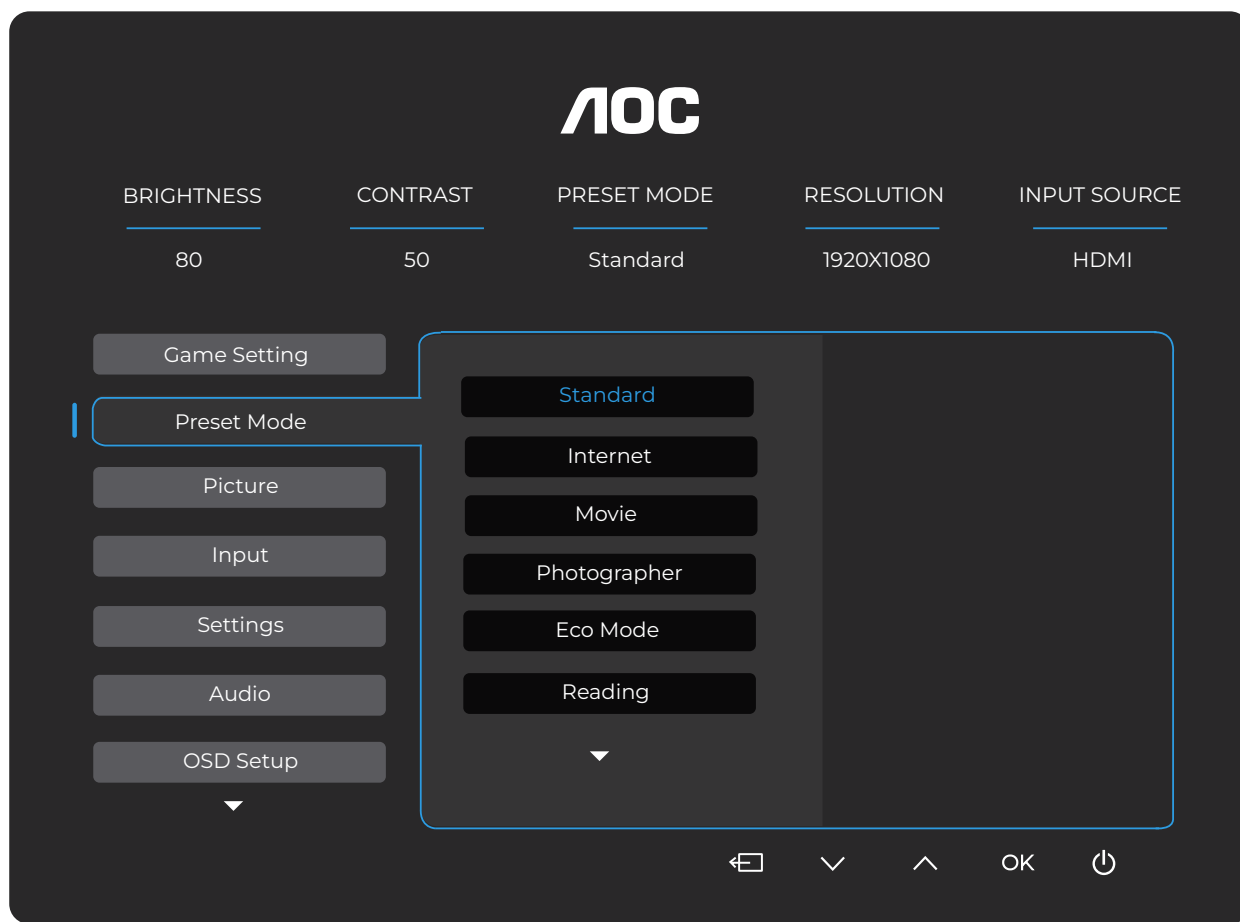 AOC
BRIGHTNESS CONTRAST PRESET MODE RESOLUTION INPUT SOURCE
80 50 Standard 1920X1080 HDMI
Game Setting
Preset Mode
Picture
Input
Settings
Audio
OSD Setup
Standard
Internet
Movie
Photographer
Eco Mode
Reading
OK